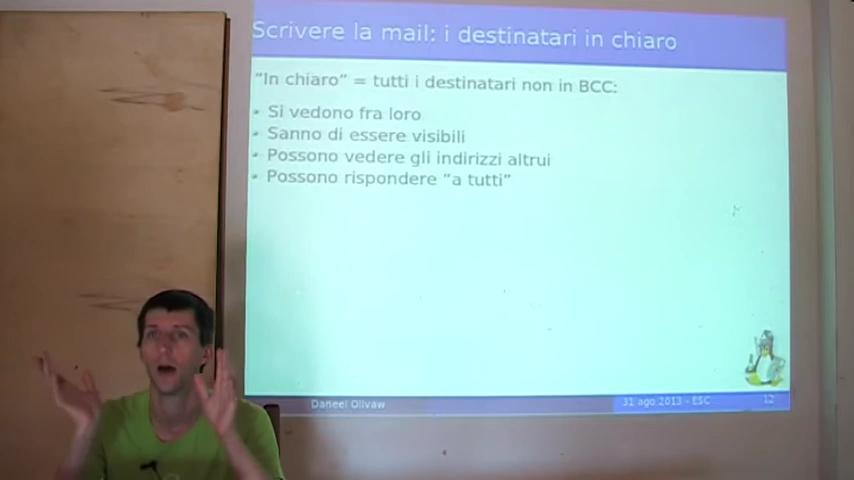 Scrivere la mail: i destinatari in chiaro
"In chiaro" = tutti i destinatari non in BCC:
Si vedono fra loro
Sanno di essere visibili
Possono vedere gli indirizzi altrui
Possono rispondere "a tutti"
Daneel Olivaw
31 ago 2013 - ESC
12